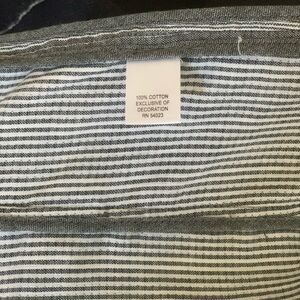 100% COTTON
EXCLUSIVE OF
DECORATION
RN 54023